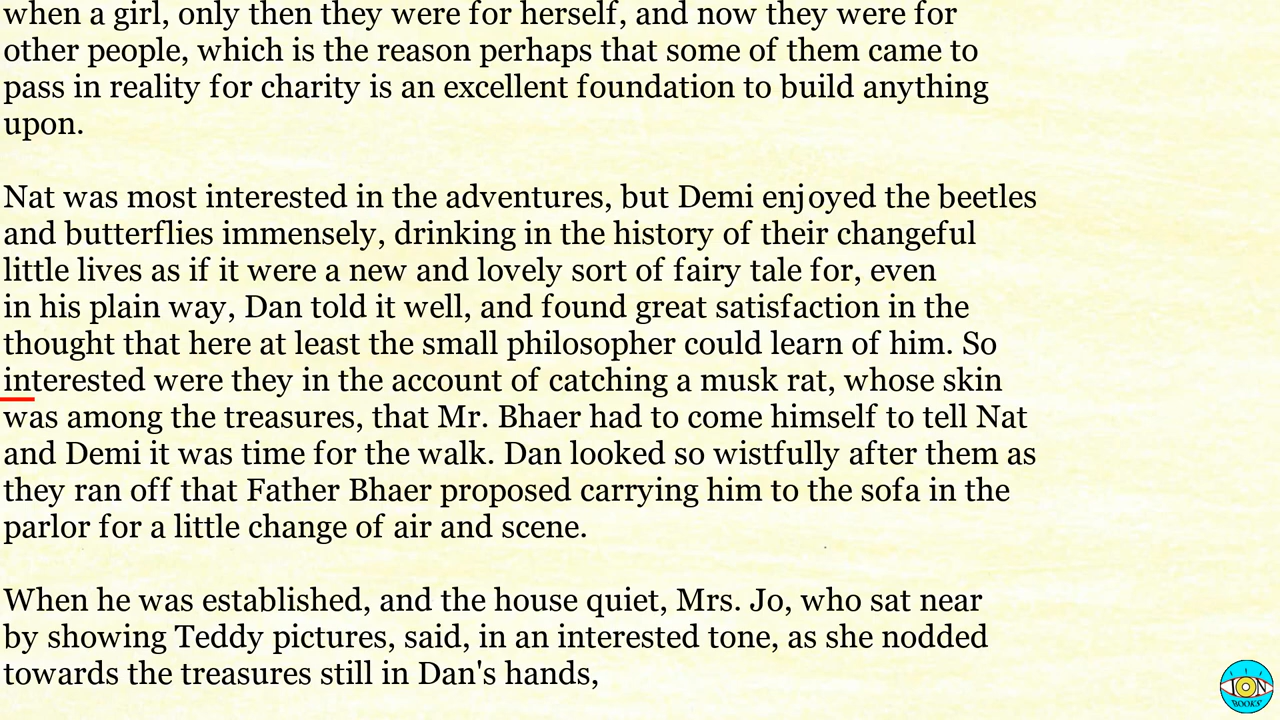 when a girl, only then they were for herself, and now they were for
other people, which is the reason perhaps that some of them came to
pass in reality for charity is an excellent foundation to build anything
upon.
Nat was most interested in the adventures, but Demi enjoyed the beetles
and butterflies immensely, drinking in the history of their changeful
little lives as if it were a new and lovely sort of fairy tale for, even
in his plain way, Dan told it well, and found great satisfaction in the
thought that here at least the small philosopher could learn of him. So
interested were they in the account of catching a musk rat, whose skin
was among the treasures, that Mr. Bhaer had to come himself to tell Nat
and Demi it was time for the walk. Dan looked so wistfully after them as
they ran off that Father Bhaer proposed carrying him to the sofa in the
parlor for a little change of air and scene.
When he was established, and the house quiet, Mrs. Jo, who sat near
by showing Teddy pictures, said, in an interested tone, as she nodded
towards the treasures still in Dan's hands,
ION
BOOKS